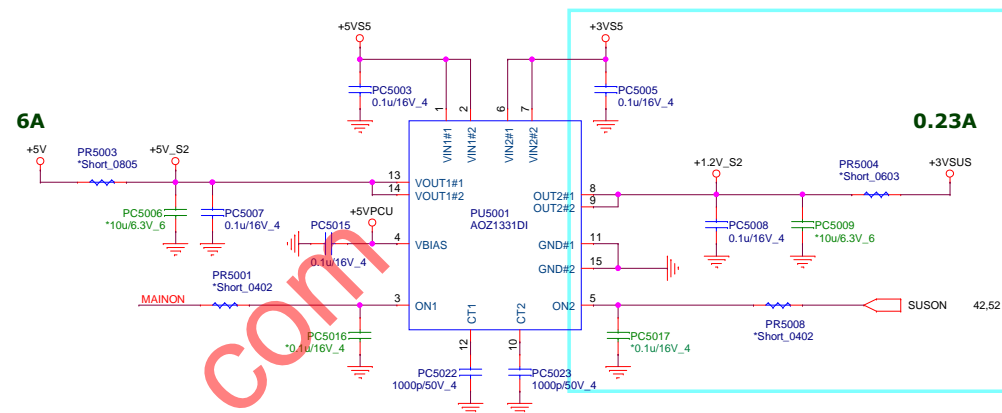 +5VS5
+3VS5
PC5003
0.1u/16V_4
PC5005
0.1u/16V_4
1
2
6
7
6A
0.23A
VIN1#1
VIN1#2
VIN2#1
VIN2#2
+5V
PR5003
*Short_0805
+5V_S2
+1.2V_S2
PR5004
*Short_0603
+3VSUS
13
VOUT1#1
14
VOUT1#2
8
OUT2#1
9
OUT2#2
PC5006
*10u/6.3V_6
PC5007
0.1u/16V_4
PU5001
AOZ1331DI
PC5008
0.1u/16V_4
PC5009
*10u/6.3V_6
+5VPCU
PC5015
0.1u/16V_4
4
VBIAS
11
GND#1
15
GND#2
PR5001
*Short_0402
MAINON
3
ON1
ON2
5
SUSON
42,52
PR5008
*Short_0402
CT1
CT2
PC5016
*0.1u/16V_4
PC5017
*0.1u/16V_4
12
10
PC5022
1000p/50V_4
PC5023
1000p/50V_4
com